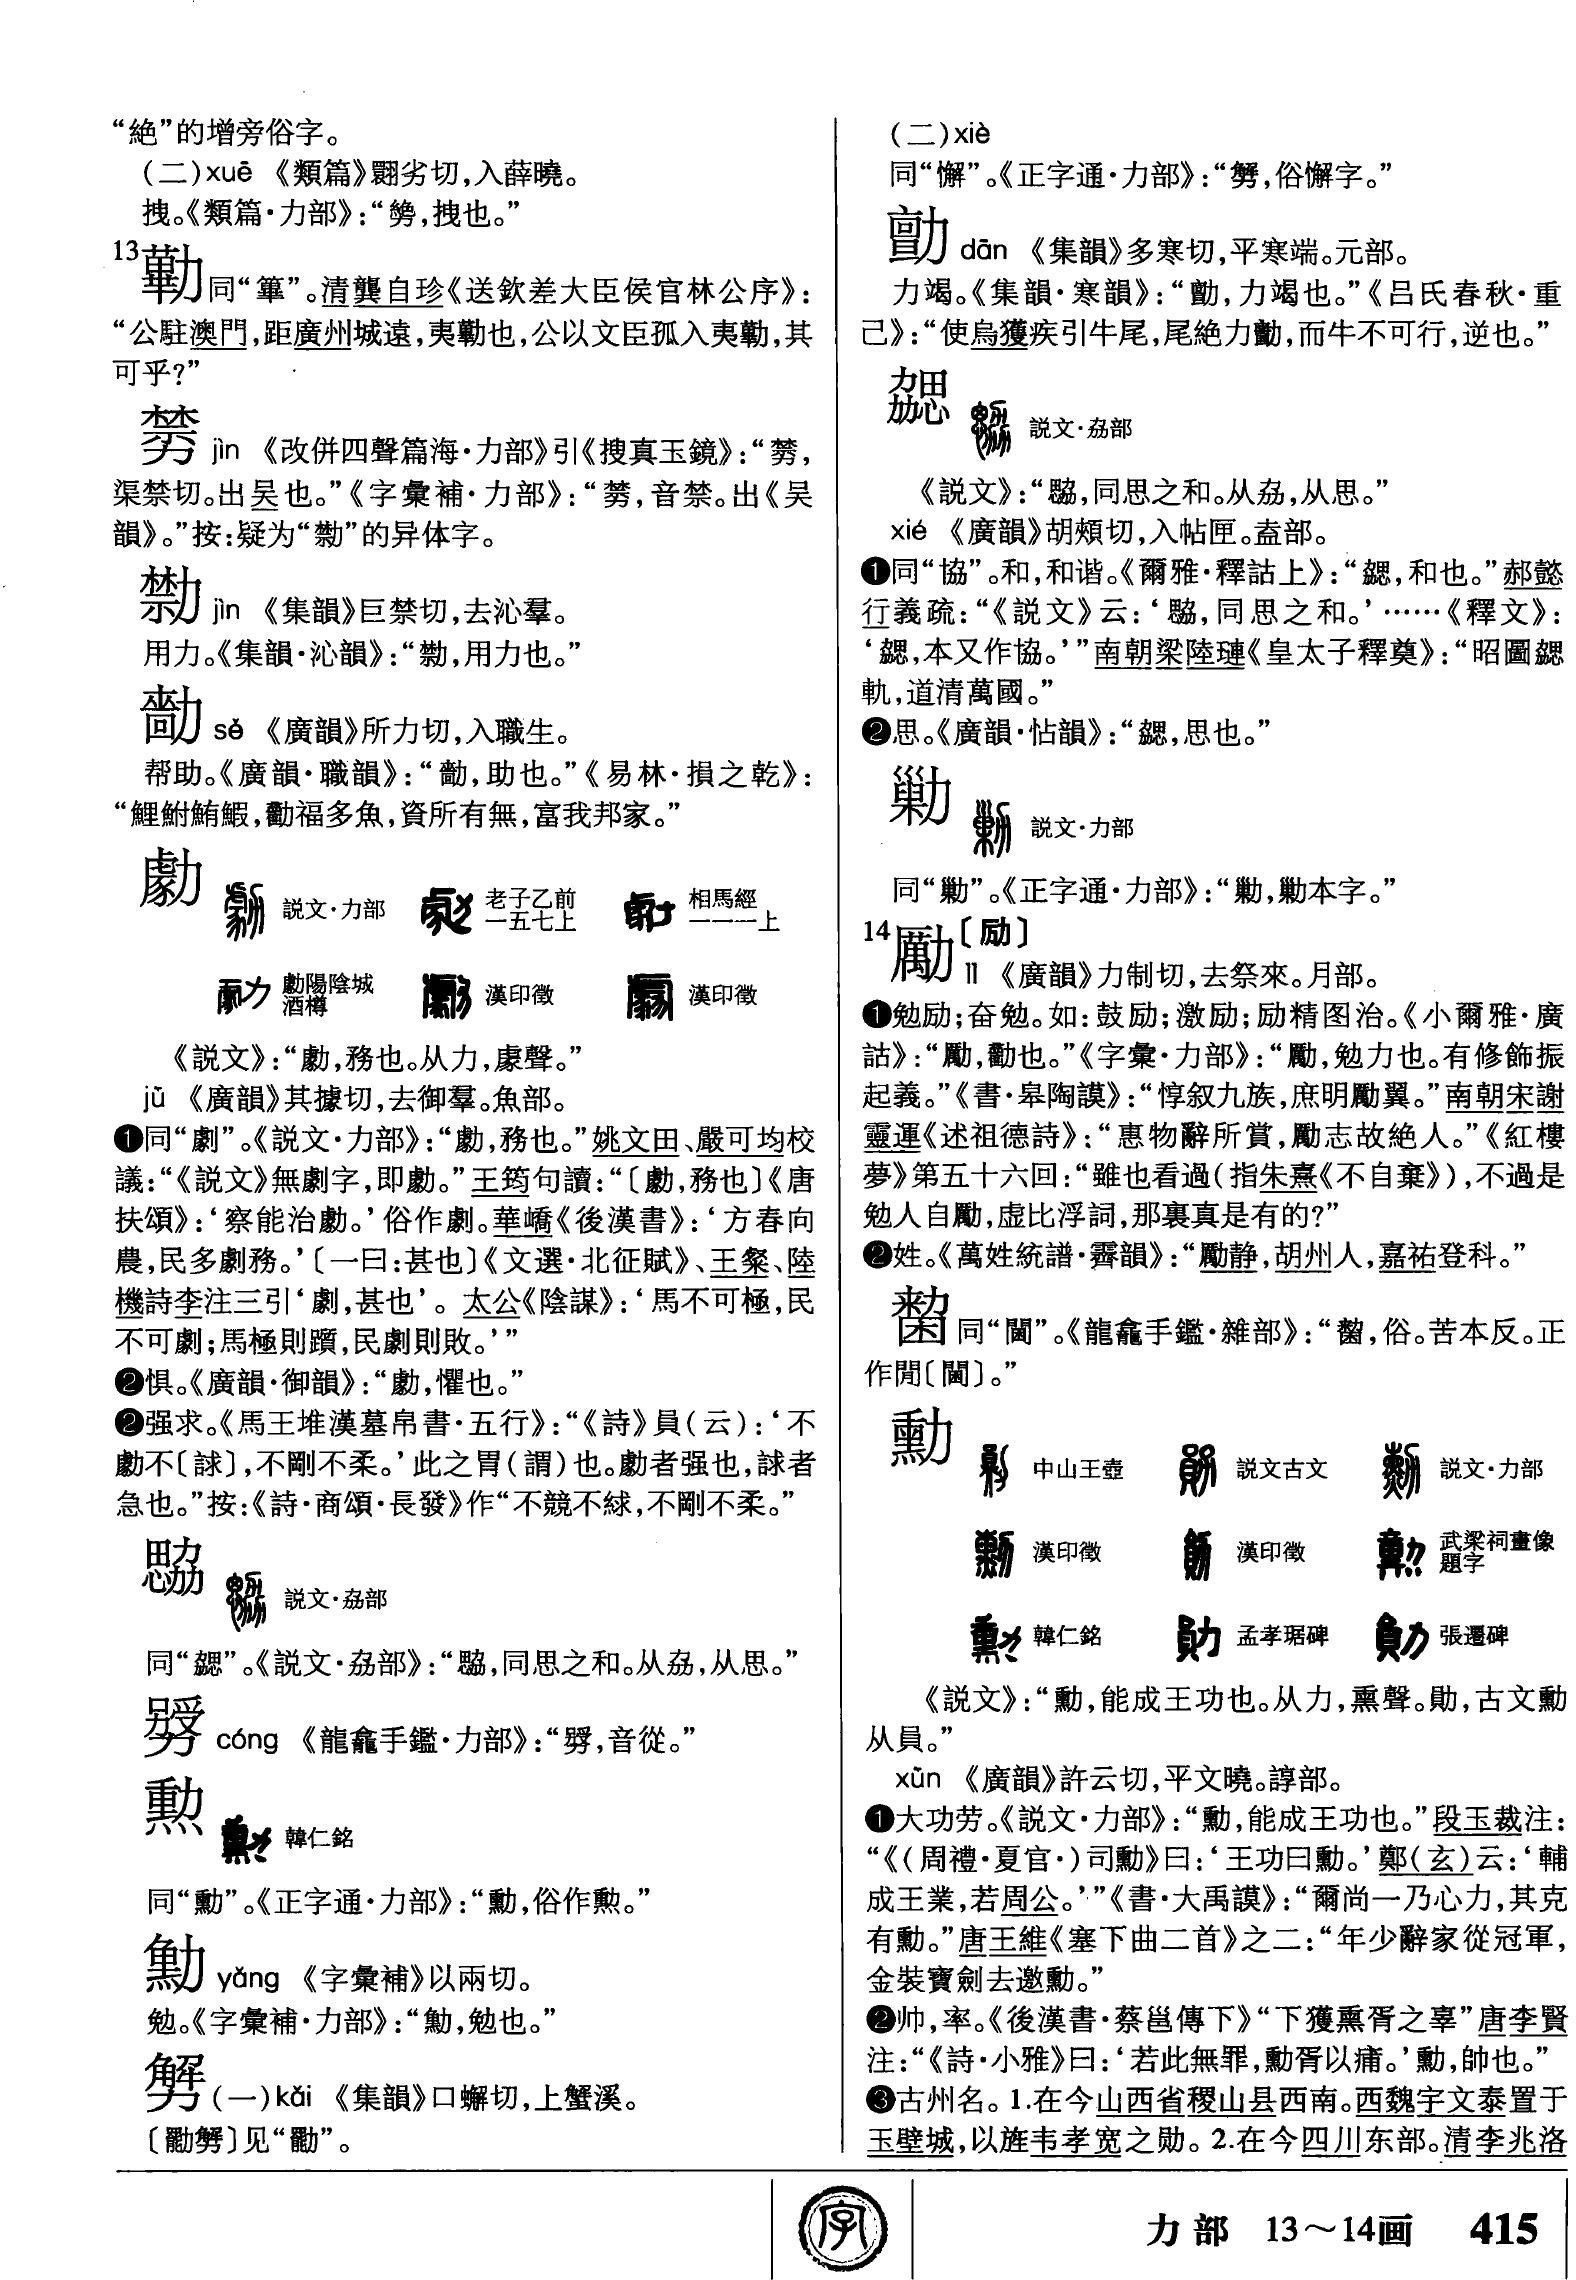 “絶”的增旁俗字。
(二)xuē 《類篇》翾劣切,入薛曉。
拽。《類篇·力部》:“,拽也。”
13
同“篳”。清龔自珍《送欽差大臣侯官林公序》:
“公駐澳門,距廣州城遠,夷也,公以文臣孤入夷,其
可乎?”
jìn 《改併四聲篇海·力部》引《搜真玉鏡》:“,
渠禁切。出吴也。”《字彙補·力部》:“,音禁。出《吴
韻》。”按:疑为“”的异体字。
jìn 《集韻》巨禁切,去沁羣。
用力。《集韻·沁韻》:“,用力也。”
sè 《廣韻》所力切,入職生。
帮助。《廣韻·職韻》:“,助也。”《易林·損之乾》:
“鯉鮒鮪鰕,福多魚,資所有無,富我邦家。”
勮 説文·力部 老子乙前一五七上 相馬經一一一上
勮陽陰城酒樽 漢印徵 漢印徵
《説文》:“勮,務也。从力,豦聲。”
jù 《廣韻》其據切,去御羣。魚部。
❶同“劇”。《説文·力部》:“勮,務也。”姚文田、嚴可均校
議:“《説文》無劇字,即勮。”王筠句讀:“〔勮,務也〕《唐
扶頌》:‘察能治勮。’俗作劇。華嶠《後漢書》:‘方春向
農,民多劇務。’〔一曰:甚也〕《文選·北征賦》、王粲、陸
機詩李注三引‘劇,甚也’。太公《陰謀》:‘馬不可極,民
不可劇;馬極則躓,民劇則敗。’”
❷惧。《廣韻·御韻》:“勮,懼也。”
❷强求。《馬王堆漢墓帛書·五行》:“《詩》員(云):‘不
勮不〔救〕,不剛不柔。’此之胃(謂)也。勮者强也,者
急也。”按:《詩·商頌·長發》作“不競不絿,不剛不柔。”
説文·劦部
同“勰”。《説文·劦部》:“,同思之和。从劦,从思。”
cóng 《龍龕手鑑·力部》:“,音從。”
勲 韓仁銘
同“勳”。《正字通·力部》:“勳,俗作勲。”
yǎng 《字彙補》以兩切。
勉。《字彙補·力部》:“,勉也。”
(一)kǎi 《集韻》口蠏切,上蟹溪。
〔〕见“”。
(二)xiè
同“懈”。《正字通·力部》:“,俗懈字。”
勯 dān 《集韻》多寒切,平寒端。元部。
力竭。《集韻·寒韻》:“勯,力竭也。”《吕氏春秋·重
己》:“使烏獲疾引牛尾,尾絶力勯,而牛不可行,逆也。”
勰 説文·劦部
《説文》:“,同思之和。从劦,从思。”
xié 《廣韻》胡頰切,入帖匣。盍部。
❶同“協”。和,和谐。《爾雅·釋詁上》:“勰,和也。”郝懿
行義疏:“《説文》云:‘,同思之和。’……《釋文》:
‘勰,本又作協。’”南朝梁陸璉《皇太子釋奠》:“昭圖勰
軌,道清萬國。”
❷思。《廣韻·怗韻》:“勰,思也。”
説文·力部
同“勦”。《正字通·力部》:“,勦本字。”
14勵〔励〕
lì 《廣韻》力制切,去祭來。月部。
❶勉励;奋勉。如:鼓励;激励;励精图治。《小爾雅·廣
詁》:“勵,勸也。”《字彙·力部》:“勵,勉力也。有修飾振
起義。”《書·皋陶謨》:“惇叙九族,庶明勵翼。”南朝宋謝
靈運《述祖德詩》:“惠物辭所賞,勵志故絶人。”《紅樓
夢》第五十六回:“雖也看過(指朱熹《不自棄》),不過是
勉人自勵,虚比浮詞,那裏真是有的?”
❷姓。《萬姓統譜·霽韻》:“勵静,胡州人,嘉祐登科。”
同“閫”。《龍龕手鑑·雜部》:“,俗。苦本反。正
作閫〔閫〕。”
勳 中山王壺 説文古文 説文·力部
漢印徵 漢印徵 武梁祠畫像題字
韓仁銘 孟孝琚碑 張遷碑
《説文》:“勳,能成王功也。从力,熏聲。勛,古文勳
从員。”
xūn 《廣韻》許云切,平文曉。諄部。
❶大功劳。《説文·力部》:“勳,能成王功也。”段玉裁注:
“《(周禮·夏官·)司勳》曰:‘王功曰勳。’鄭(玄)云:‘輔
成王業,若周公。’”《書·大禹謨》:“爾尚一乃心力,其克
有勳。”唐王維《塞下曲二首》之二:“年少辭家從冠軍,
金裝寶劍去邀勳。”
❷帅,率。《後漢書·蔡邕傳下》“下獲熏胥之辜”唐李賢
注:“《詩·小雅》曰:‘若此無罪,勳胥以痡。’勳,帥也。”
❸古州名。1.在今山西省稷山县西南。西魏宇文泰置于
玉壁城,以旌韦孝宽之勋。2.在今四川东部。清李兆洛
字
力部 13～14画 415